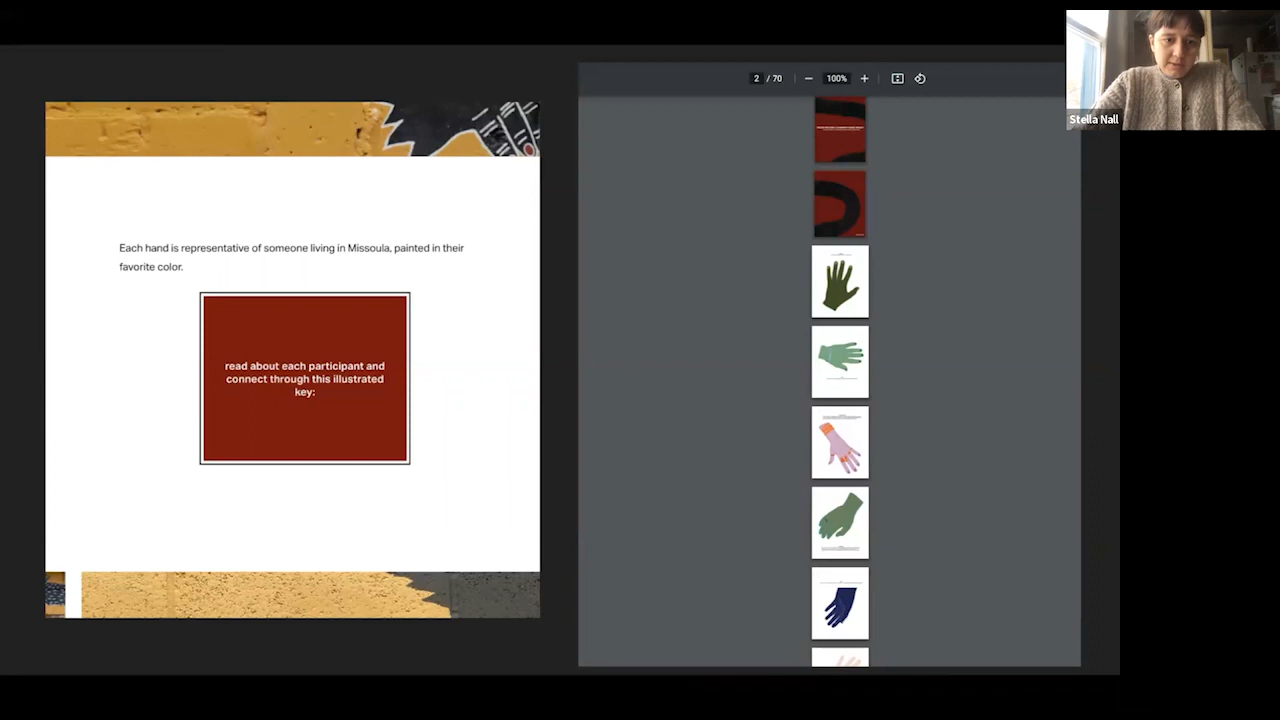 Each hand is representative of someone living in Missoula, painted in their
favorite color.
read about each participant and
connect through this illustrated
key:
2 / 70
100%
Stella Nall